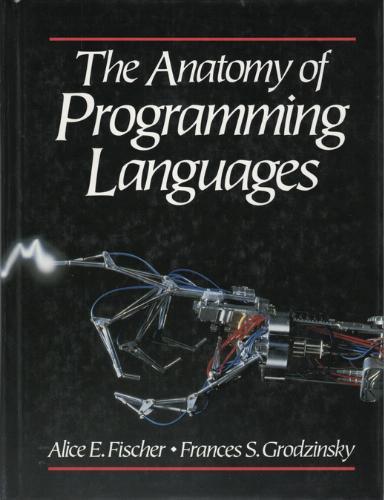 The Anatomy of
Programming
Languages
Alice E. Fischer • Frances S. Grodzinsky